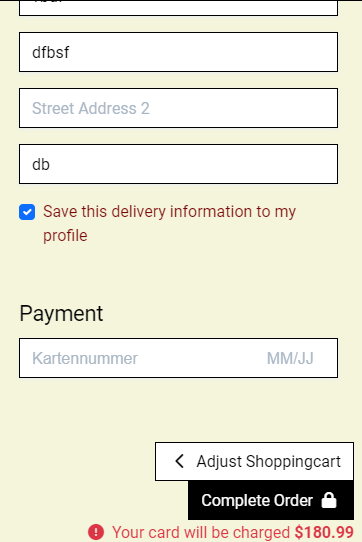 dfbsf
Street Address 2
db
Save this delivery information to my
profile
Payment
Kartennummer MM/JJ
Adjust Shoppingcart
Complete Order
Your card will be charged $180.99